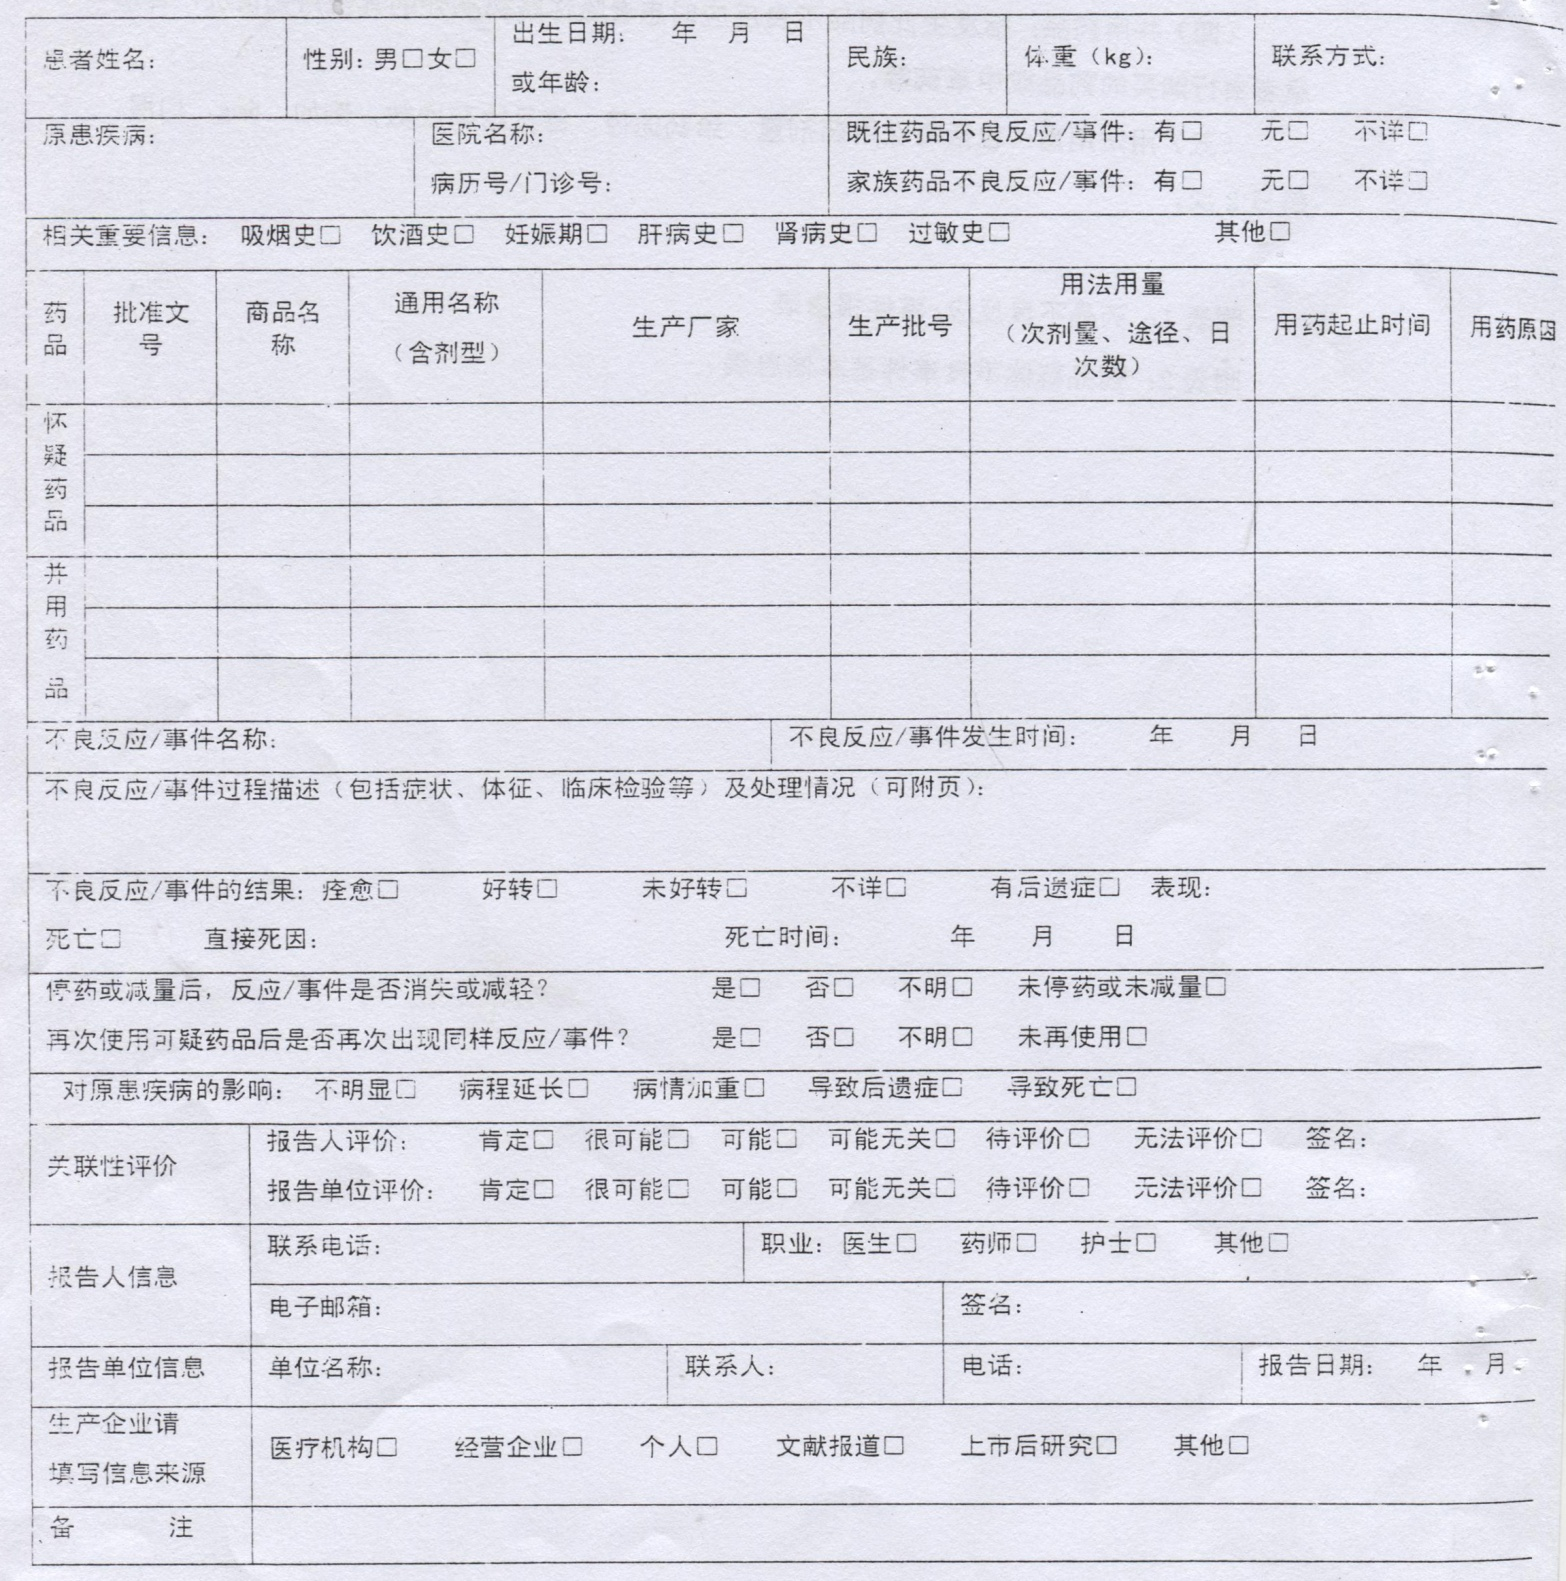 患者姓名： 性别：男□女□ 出生日期： 年 月 日 民族： 体重（kg）： 联系方式：
或年龄：
原患疾病： 医院名称： 既往药品不良反应/事件：有□ 无□ 不详□
病历号/门诊号： 家族药品不良反应/事件：有□ 无□ 不详□
相关重要信息： 吸烟史□ 饮酒史□ 妊娠期□ 肝病史□ 肾病史□ 过敏史□ 其他□
药品
批准文号
商品名称
通用名称
（含剂型）
生产厂家
生产批号
用法用量
（次剂量、途径、日
次数）
用药起止时间
用药原因
怀疑药品
并用药品
不良反应/事件名称： 不良反应/事件发生时间： 年 月 日
不良反应/事件过程描述（包括症状、体征、临床检验等）及处理情况（可附页）：
不良反应/事件的结果：痊愈□ 好转□ 未好转□ 不详□ 有后遗症□ 表现：
死亡□ 直接死因： 死亡时间： 年 月 日
停药或减量后，反应/事件是否消失或减轻？ 是□ 否□ 不明□ 未停药或未减量□
再次使用可疑药品后是否再次出现同样反应/事件？ 是□ 否□ 不明□ 未再使用□
对原患疾病的影响： 不明显□ 病程延长□ 病情加重□ 导致后遗症□ 导致死亡□
关联性评价
报告人评价： 肯定□ 很可能□ 可能□ 可能无关□ 待评价□ 无法评价□ 签名：
报告单位评价： 肯定□ 很可能□ 可能□ 可能无关□ 待评价□ 无法评价□ 签名：
报告人信息
联系电话： 职业：医生□ 药师□ 护士□ 其他□
电子邮箱： 签名：
报告单位信息 单位名称： 联系人： 电话： 报告日期： 年 月
生产企业请
填写信息来源
医疗机构□ 经营企业□ 个人□ 文献报道□ 上市后研究□ 其他□
备 注